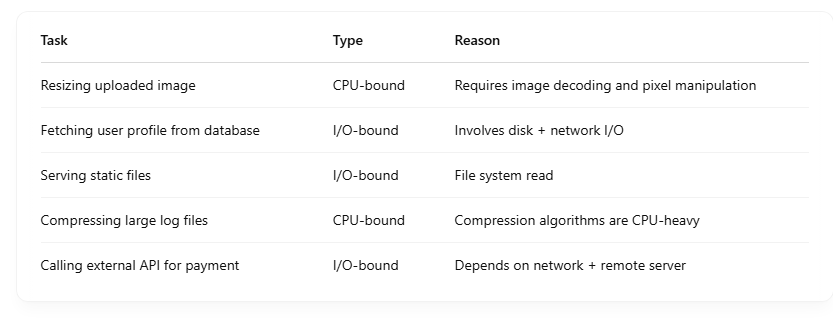 Task Type Reason
Resizing uploaded image CPU-bound Requires image decoding and pixel manipulation
Fetching user profile from database I/O-bound Involves disk + network I/O
Serving static files I/O-bound File system read
Compressing large log files CPU-bound Compression algorithms are CPU-heavy
Calling external API for payment I/O-bound Depends on network + remote server